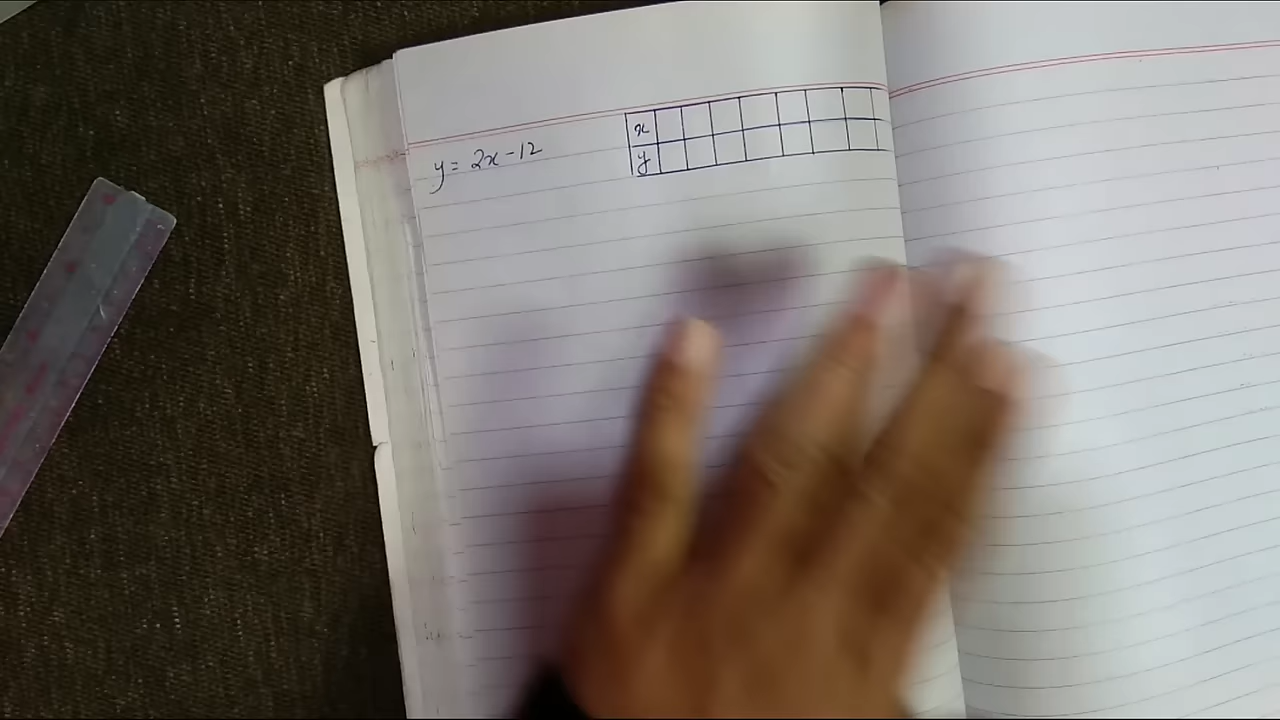 y = 2x-12
x
y